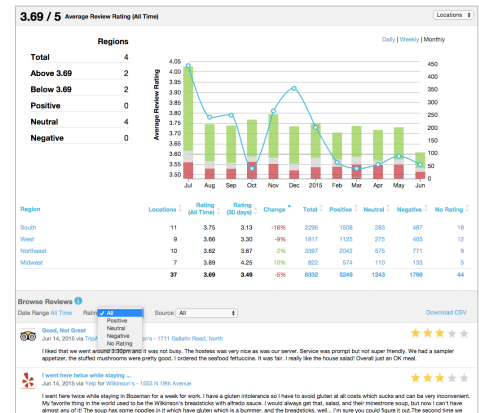 3.69 / 5 Average Review Rating (All Time)
Locations
Regions
Total 4
Above 3.69 2
Below 3.69 2
Positive 0
Neutral 4
Negative 0
Daily | Weekly | Monthly
Average Review Rating
4.05
4.00
3.95
3.90
3.85
3.80
3.75
3.70
3.65
3.60
3.55
3.50
450
400
350
300
250
200
150
100
50
0
Jul Aug Sep Oct Nov Dec 2015 Feb Mar Apr May Jun
Region Locations Rating (All Time) Rating (30 days) Change Total Positive Neutral Negative No Rating
South 11 3.75 3.13 -16% 2296 1508 283 487 18
West 9 3.66 3.30 -9% 1817 1125 275 405 12
Northeast 10 3.62 3.67 2% 3397 2042 575 771 9
Midwest 7 3.89 4.25 10% 822 574 110 133 5
37 3.69 3.49 -5% 8332 5249 1243 1796 44
Browse Reviews
Date Range All Time Rating All Source All Download CSV
Positive
Neutral
Negative
No Rating
Good, Not Great
Jun 14, 2015 via 's - 1711 Gallatin Road, North
I liked that we went around 3:30pm and it was not busy. The hostess was very nice as was our server. Service was prompt but not super friendly. We had a sampler
appetizer, the stuffed mushrooms were pretty good. I ordered the seafood fettuccine. It was fair. I really like the house salad! Overall just an OK meal
I went here twice while staying ...
Jun 14, 2015 via Yelp for Wilkinson's - 1533 N 19th Avenue
I went here twice while staying in Bozeman for a week for work. I have a gluten intolerance so I have to avoid gluten at all costs which sucks and can be very inconvenient.
My favorite thing in the world used to be the Wilkinson's breadsticks with alfredo sauce. I would always get that, salad, and their minestrone soup, but now I can't have
almost any of it! The soup has some noodles in it which have gluten which is a bummer, and the breadsticks, well... I'm sure you could figure it out. The second time we